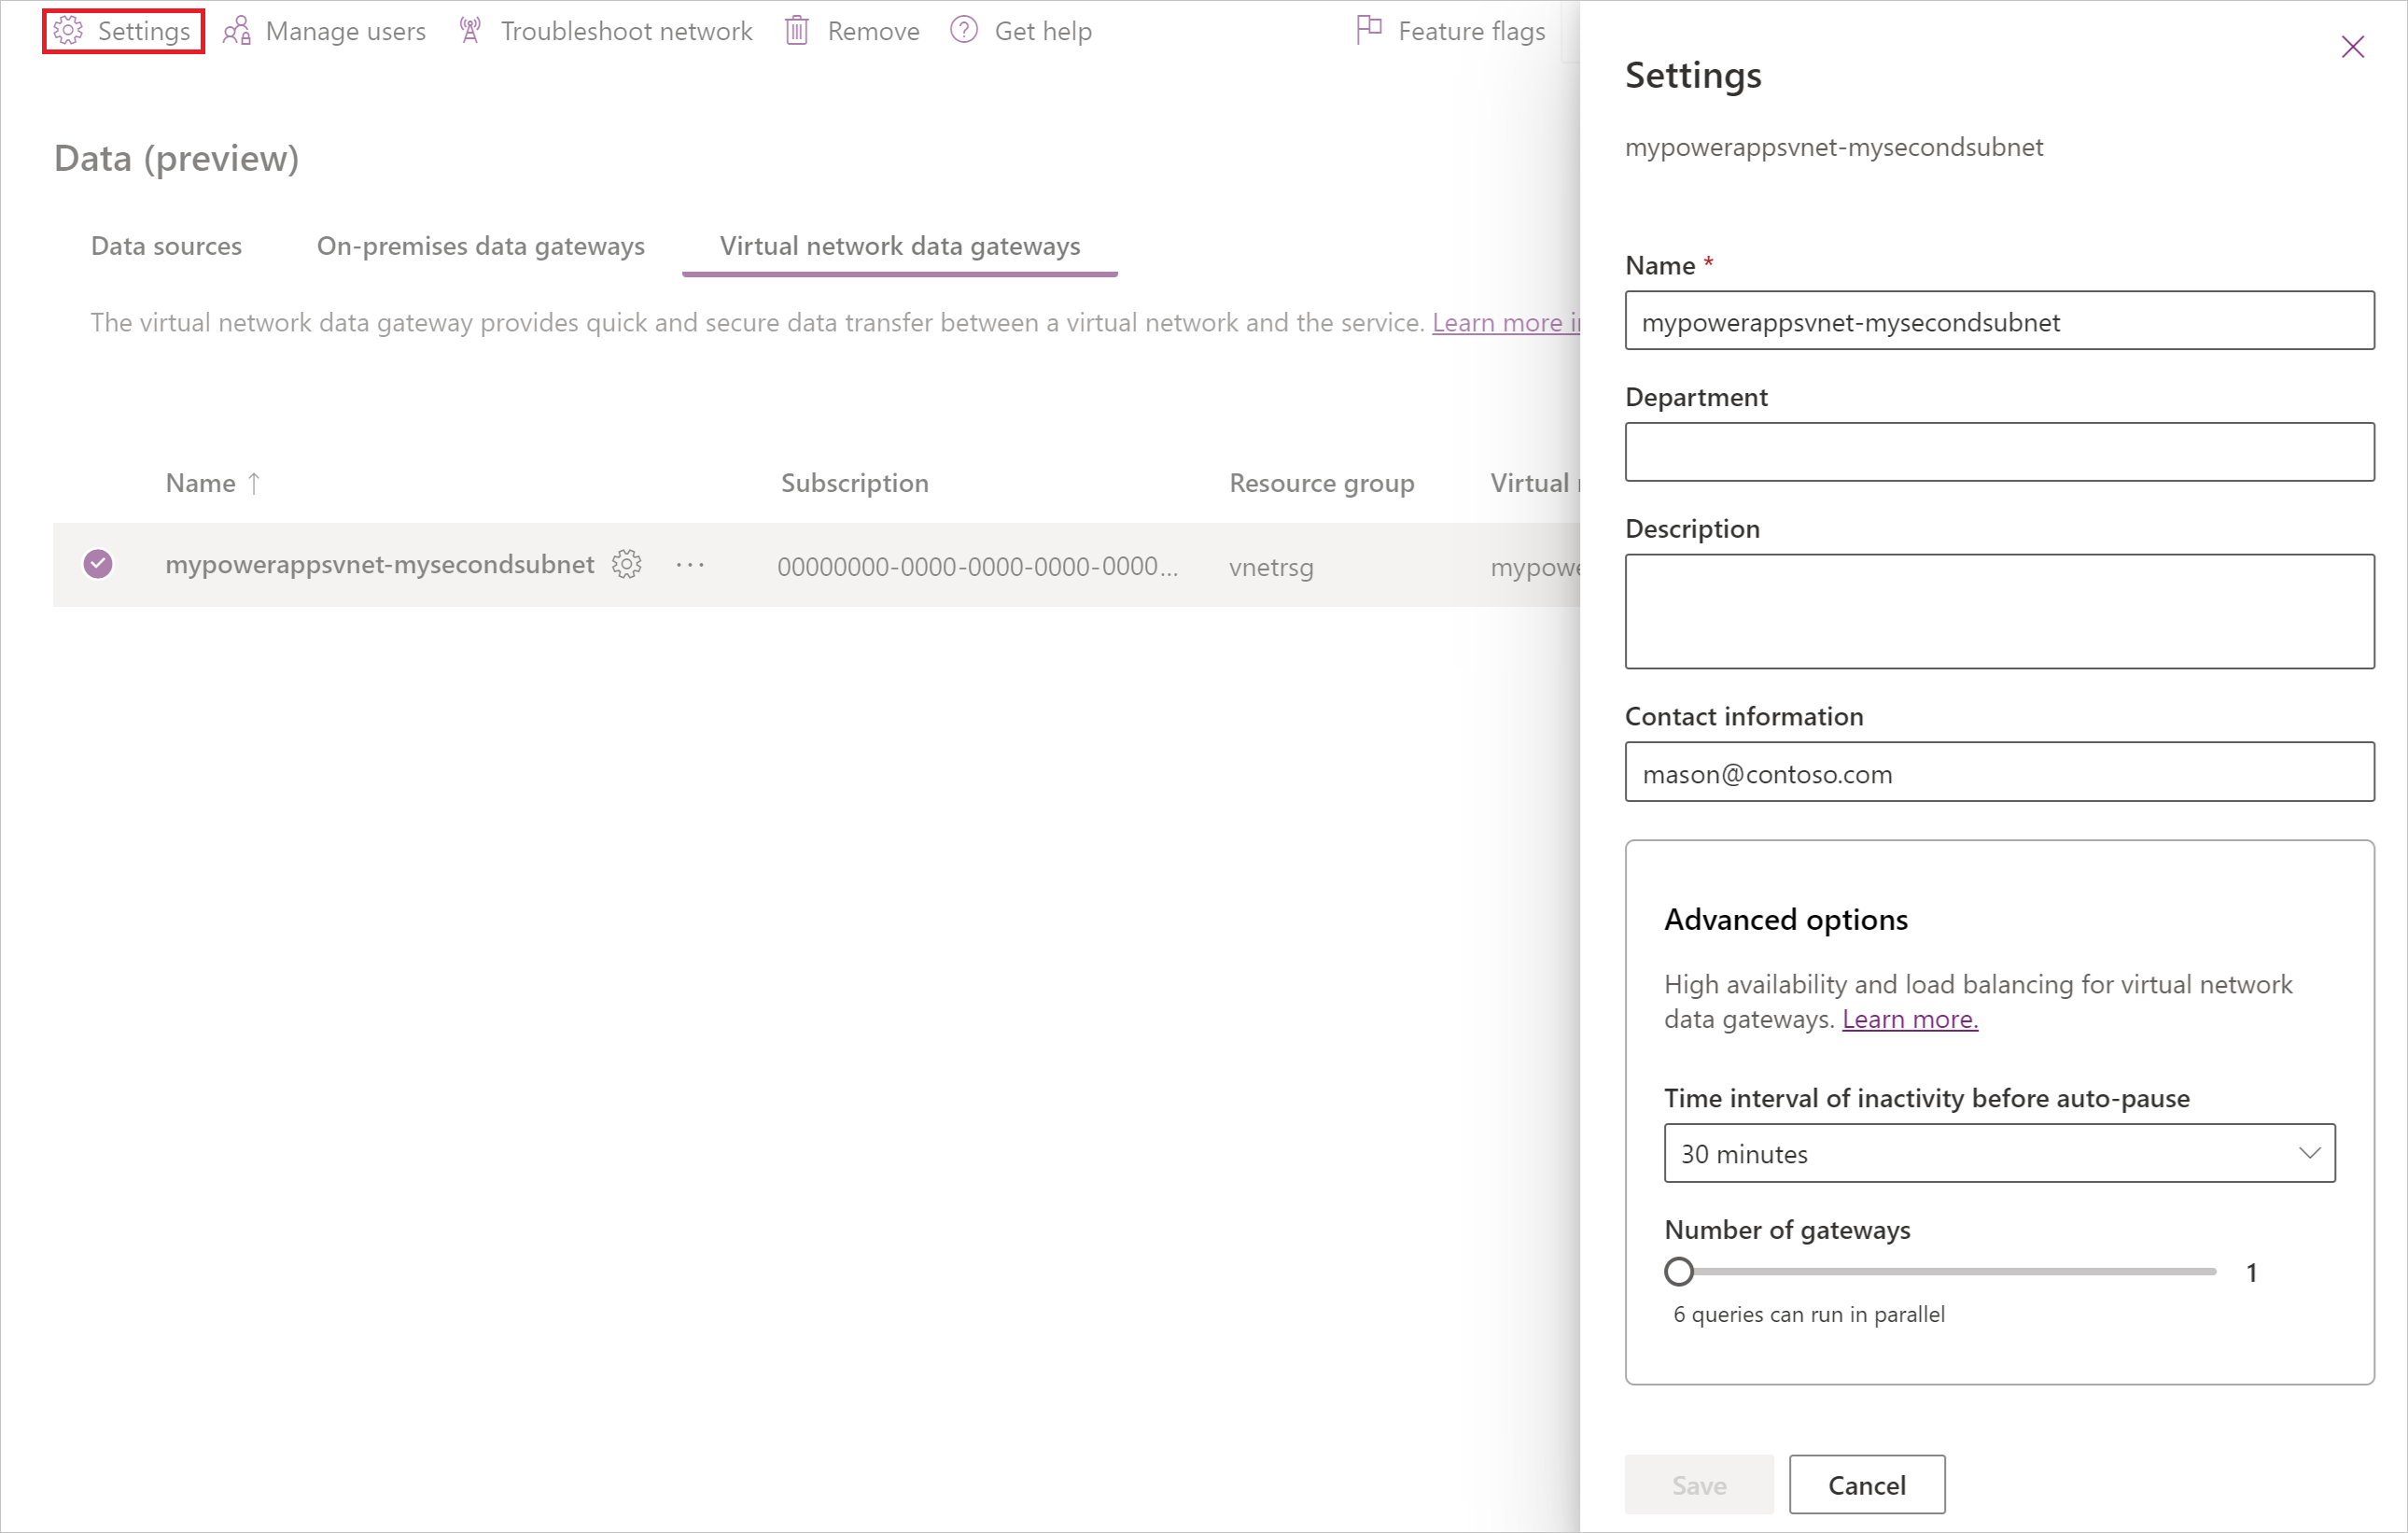 Settings
Manage users
Troubleshoot network
Remove
Get help
Feature flags
Data (preview)
Data sources
On-premises data gateways
Virtual network data gateways
The virtual network data gateway provides quick and secure data transfer between a virtual network and the service. Learn more
Name ↑
Subscription
Resource group
Virtual
mypowerappsvnet-mysecondsubnet
...
00000000-0000-0000-0000-0000...
vnetrsg
mypowe
Settings
mypowerappsvnet-mysecondsubnet
Name *
mypowerappsvnet-mysecondsubnet
Department
Description
Contact information
mason@contoso.com
Advanced options
High availability and load balancing for virtual network
data gateways. Learn more.
Time interval of inactivity before auto-pause
30 minutes
Number of gateways
1
6 queries can run in parallel
Save
Cancel